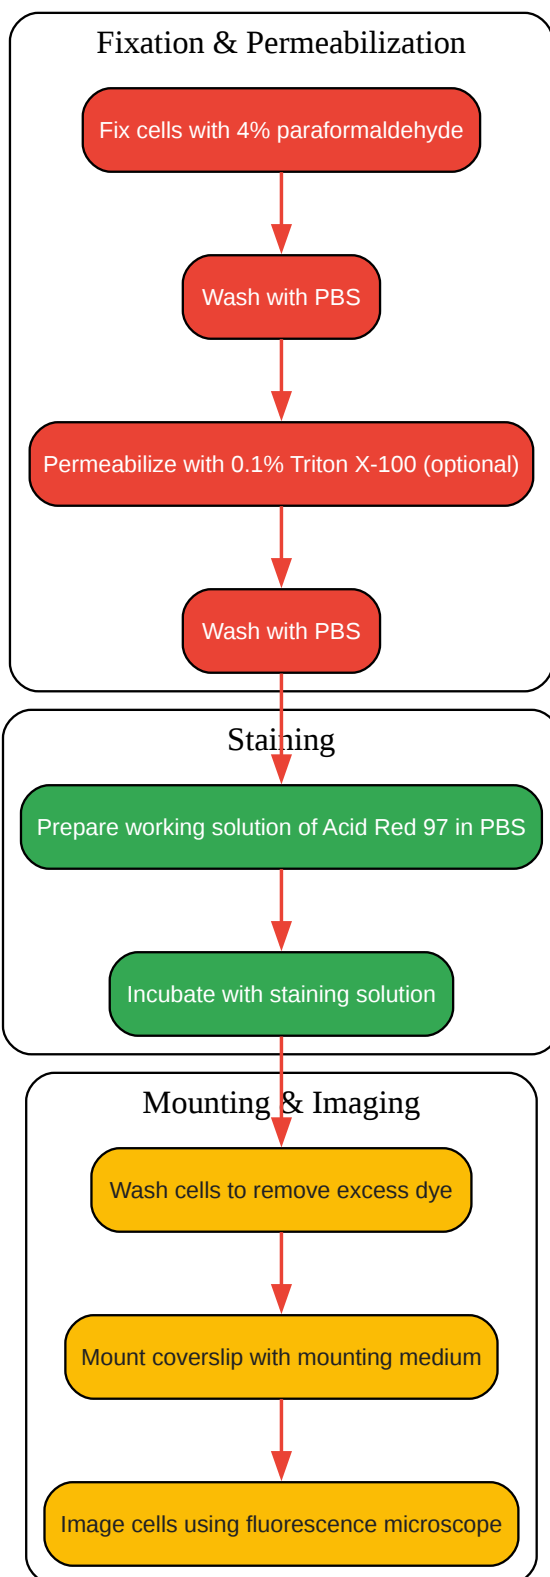 Fixation & Permeabilization
Fix cells with 4% paraformaldehyde
Wash with PBS
Permeabilize with 0.1% Triton X-100 (optional)
Wash with PBS
Staining
Prepare working solution of Acid Red 97 in PBS
Incubate with staining solution
Mounting & Imaging
Wash cells to remove excess dye
Mount coverslip with mounting medium
Image cells using fluorescence microscope